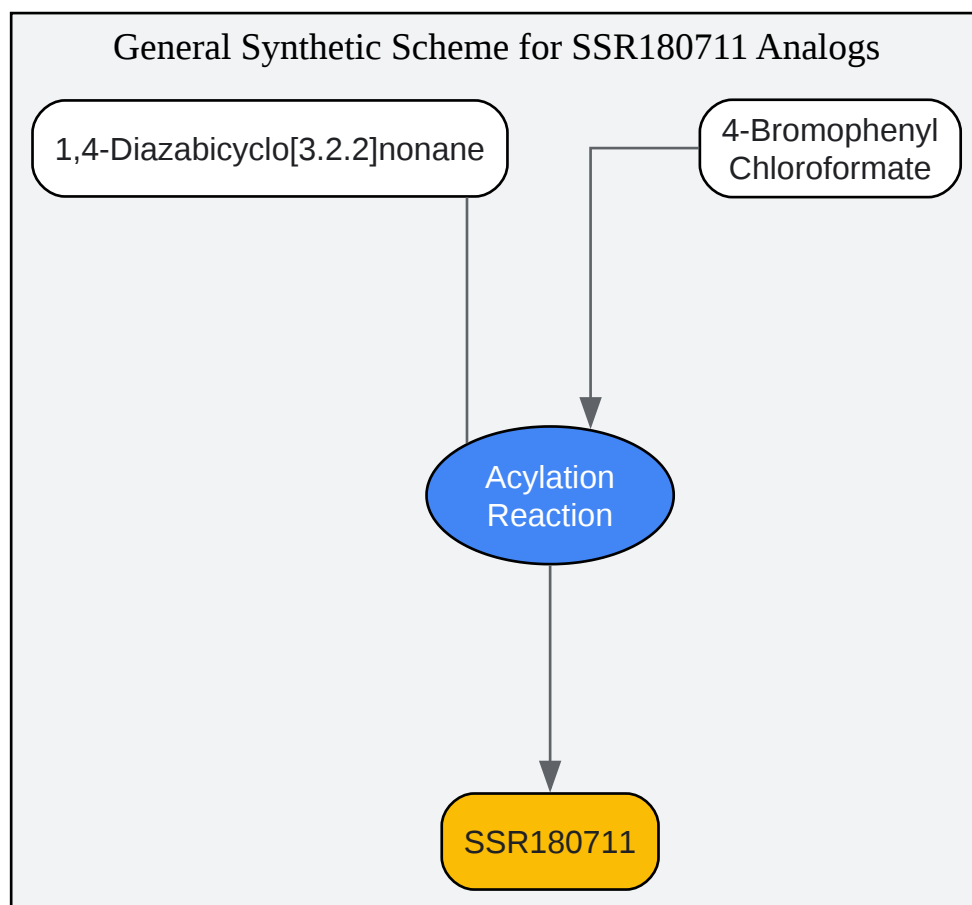 General Synthetic Scheme for SSR180711 Analogs
1,4-Diazabicyclo[3.2.2]nonane
4-Bromophenyl
Chloroformate
Acylation
Reaction
SSR180711